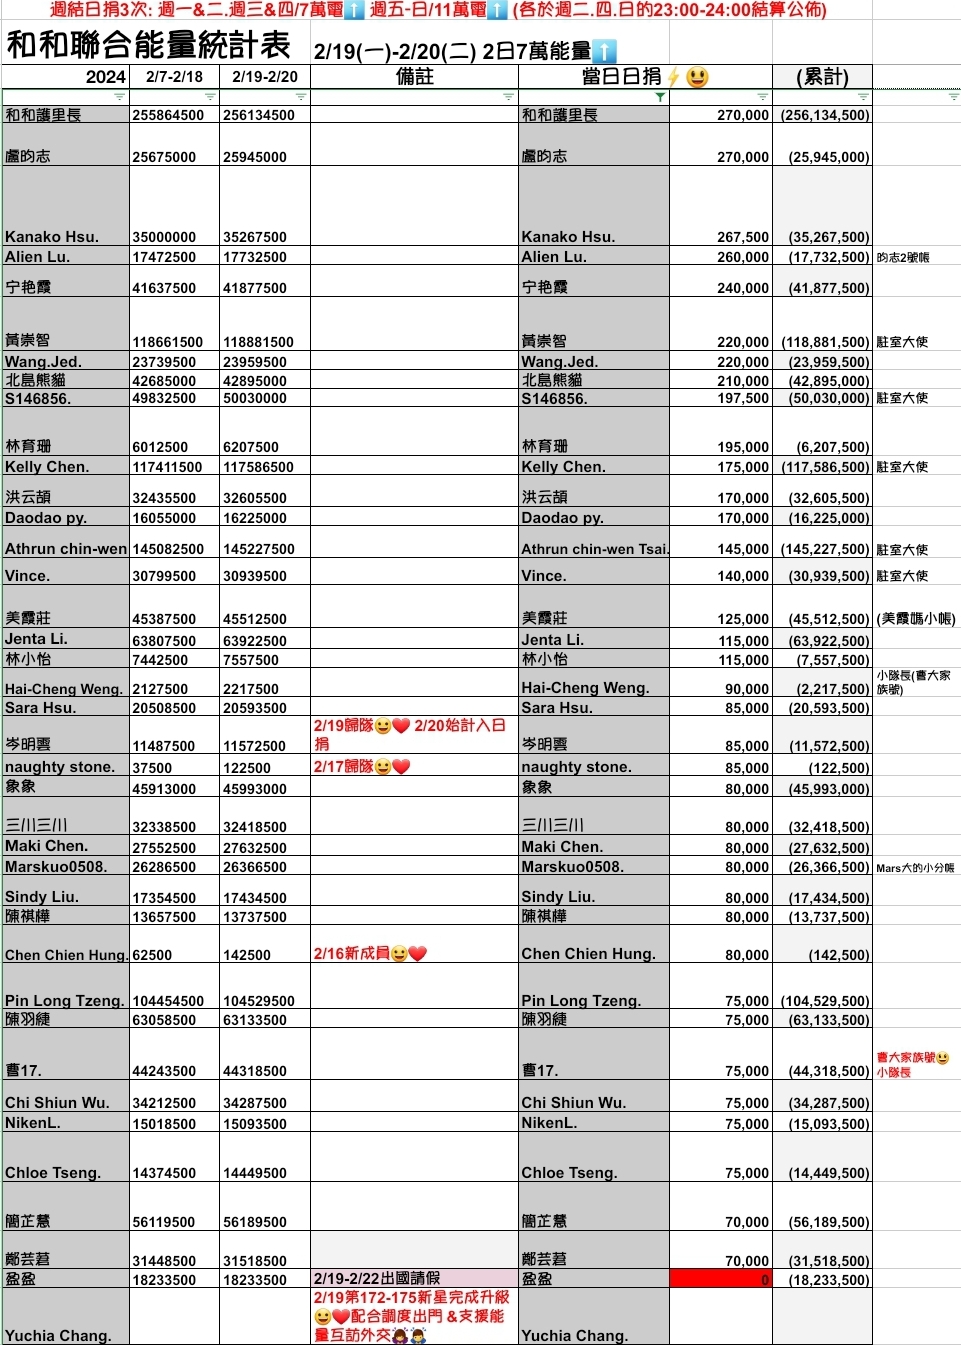 週結日捐3次: 週一&二.週三&四/7萬電⬆️ 週五-日/11萬電⬆️ (各於週二.四.日的23:00-24:00結算公佈)
和和聯合能量統計表 2/19(一)-2/20(二) 2日7萬能量⬆️
2024 2/7-2/18 2/19-2/20 備註 當日日捐⚡😃 (累計)
和和護里長 255864500 256134500 和和護里長 270,000 (256,134,500)
盧昀志 25675000 25945000 盧昀志 270,000 (25,945,000)
Kanako Hsu. 35000000 35267500 Kanako Hsu. 267,500 (35,267,500)
Alien Lu. 17472500 17732500 Alien Lu. 260,000 (17,732,500) 昀志2號帳
宁艳霞 41637500 41877500 宁艳霞 240,000 (41,877,500)
黃崇智 118661500 118881500 黃崇智 220,000 (118,881,500) 駐室大使
Wang.Jed. 23739500 23959500 Wang.Jed. 220,000 (23,959,500)
北島熊貓 42685000 42895000 北島熊貓 210,000 (42,895,000)
S146856. 49832500 50030000 S146856. 197,500 (50,030,000) 駐室大使
林育珊 6012500 6207500 林育珊 195,000 (6,207,500)
Kelly Chen. 117411500 117586500 Kelly Chen. 175,000 (117,586,500) 駐室大使
洪云頡 32435500 32605500 洪云頡 170,000 (32,605,500)
Daodao py. 16055000 16225000 Daodao py. 170,000 (16,225,000)
Athrun chin-wen 145082500 145227500 Athrun chin-wen Tsai. 145,000 (145,227,500) 駐室大使
Vince. 30799500 30939500 Vince. 140,000 (30,939,500) 駐室大使
美霞莊 45387500 45512500 美霞莊 125,000 (45,512,500) (美霞媽小帳)
Jenta Li. 63807500 63922500 Jenta Li. 115,000 (63,922,500)
林小怡 7442500 7557500 林小怡 115,000 (7,557,500)
Hai-Cheng Weng. 2127500 2217500 Hai-Cheng Weng. 90,000 (2,217,500) 小隊長(曹大家
族號)
Sara Hsu. 20508500 20593500 Sara Hsu. 85,000 (20,593,500)
2/19歸隊😀❤️ 2/20始計入日
岑明雲 11487500 11572500 捐 岑明雲 85,000 (11,572,500)
naughty stone. 37500 122500 2/17歸隊😀❤️ naughty stone. 85,000 (122,500)
象象 45913000 45993000 象象 80,000 (45,993,000)
三川三川 32338500 32418500 三川三川 80,000 (32,418,500)
Maki Chen. 27552500 27632500 Maki Chen. 80,000 (27,632,500)
Marskuo0508. 26286500 26366500 Marskuo0508. 80,000 (26,366,500) Mars大的小分帳
Sindy Liu. 17354500 17434500 Sindy Liu. 80,000 (17,434,500)
陳祺樺 13657500 13737500 陳祺樺 80,000 (13,737,500)
Chen Chien Hung. 62500 142500 2/16新成員😀❤️ Chen Chien Hung. 80,000 (142,500)
Pin Long Tzeng. 104454500 104529500 Pin Long Tzeng. 75,000 (104,529,500)
陳羽緁 63058500 63133500 陳羽緁 75,000 (63,133,500)
曹大家族號😃
曹17. 44243500 44318500 曹17. 75,000 (44,318,500) 小隊長
Chi Shiun Wu. 34212500 34287500 Chi Shiun Wu. 75,000 (34,287,500)
NikenL. 15018500 15093500 NikenL. 75,000 (15,093,500)
Chloe Tseng. 14374500 14449500 Chloe Tseng. 75,000 (14,449,500)
簡芷慧 56119500 56189500 簡芷慧 70,000 (56,189,500)
鄭芸 31448500 31518500 鄭芸 70,000 (31,518,500)
盈盈 18233500 18233500 2/19-2/22出國請假 盈盈 0 (18,233,500)
2/19第172-175新星完成升級
😀❤️配合調度出門 &支援能
Yuchia Chang. 量互訪外交🙇‍♀️🙇‍♂️ Yuchia Chang.